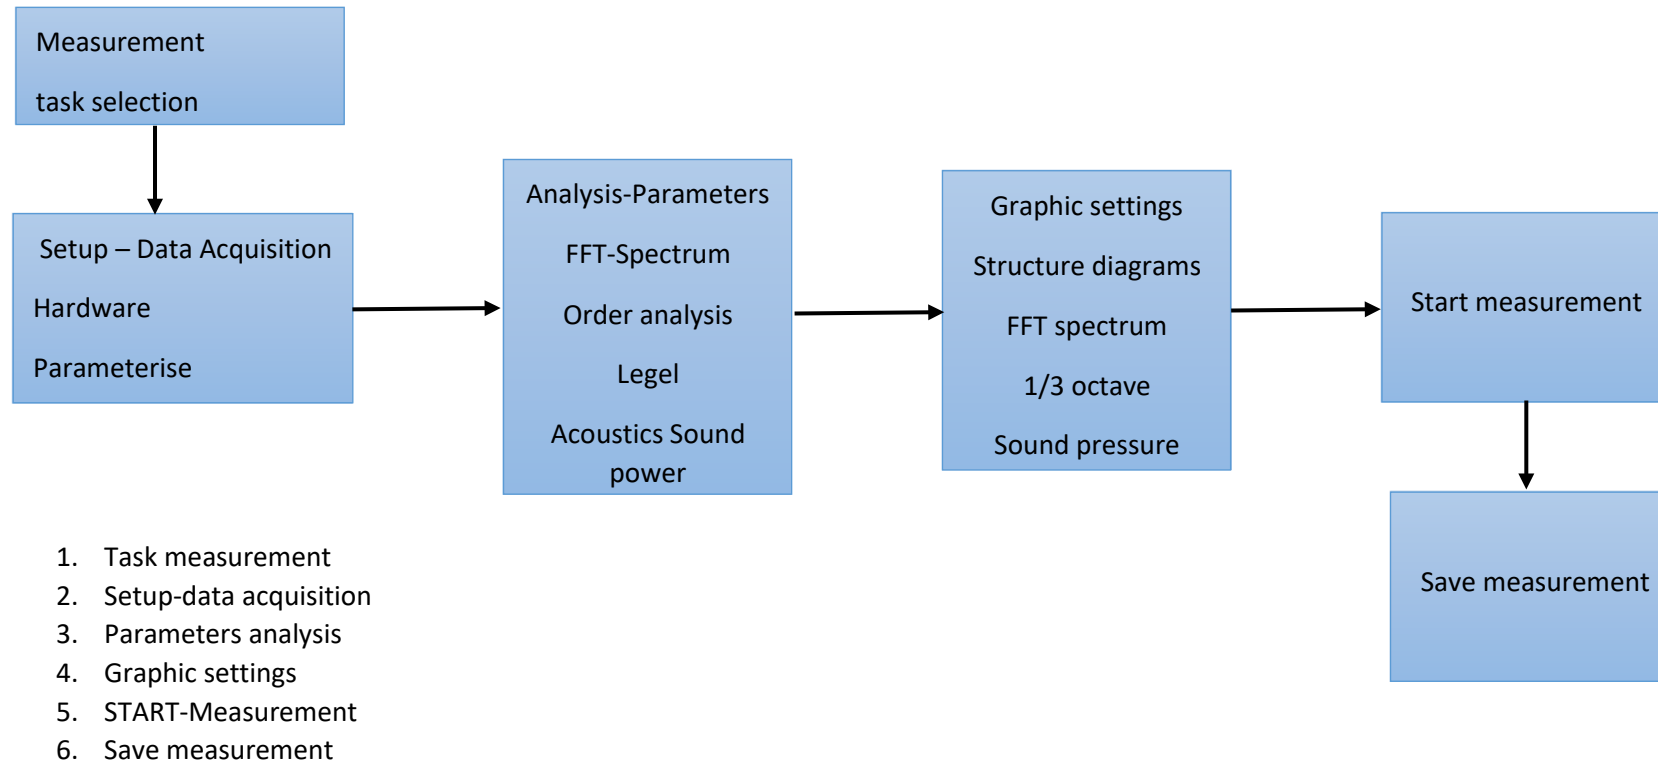 Measurement
task selection
Setup – Data Acquisition
Hardware
Parameterise
Analysis-Parameters
FFT-Spectrum
Order analysis
Legel
Acoustics Sound
power
Graphic settings
Structure diagrams
FFT spectrum
1/3 octave
Sound pressure
Start measurement
Save measurement
1. Task measurement
2. Setup-data acquisition
3. Parameters analysis
4. Graphic settings
5. START-Measurement
6. Save measurement